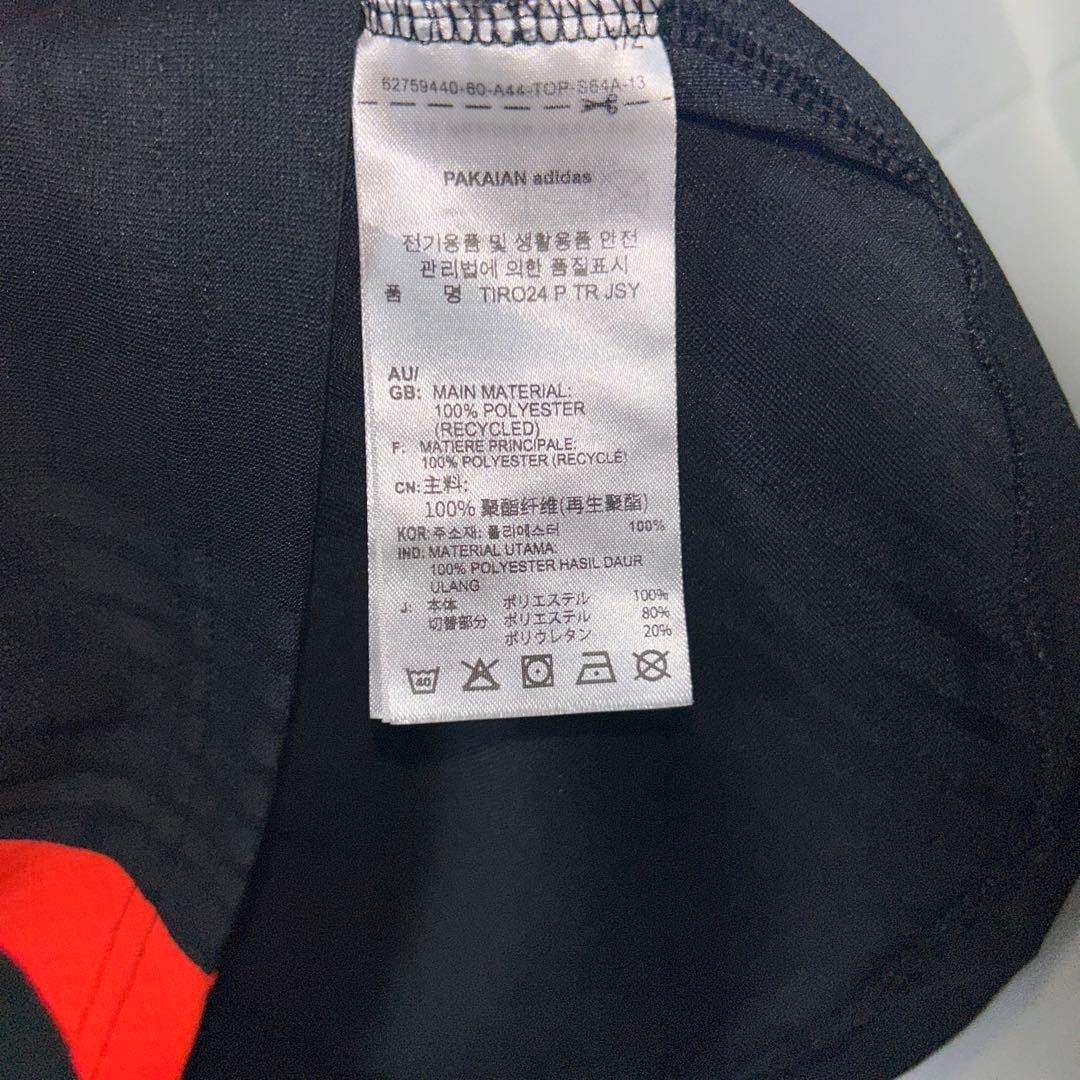 1/2
62759440-80-A44-TOP-S64A-13
PAKAIAN adidas
전기용품 및 생활용품 안전
관리법에 의한 품질표시
품 명 TIRO24 P TR JSY
AU/
GB: MAIN MATERIAL:
100% POLYESTER
(RECYCLED)
F: MATIERE PRINCIPALE:
100% POLYESTER (RECYCLÉ)
CN: 主料:
100% 聚酯纤维(再生聚酯)
KOR: 주소재: 폴리에스터 100%
IND: MATERIAL UTAMA:
100% POLYESTER HASIL DAUR
ULANG
J: 本体 ポリエステル 100%
切替部分 ポリエステル 80%
ポリウレタン 20%
40